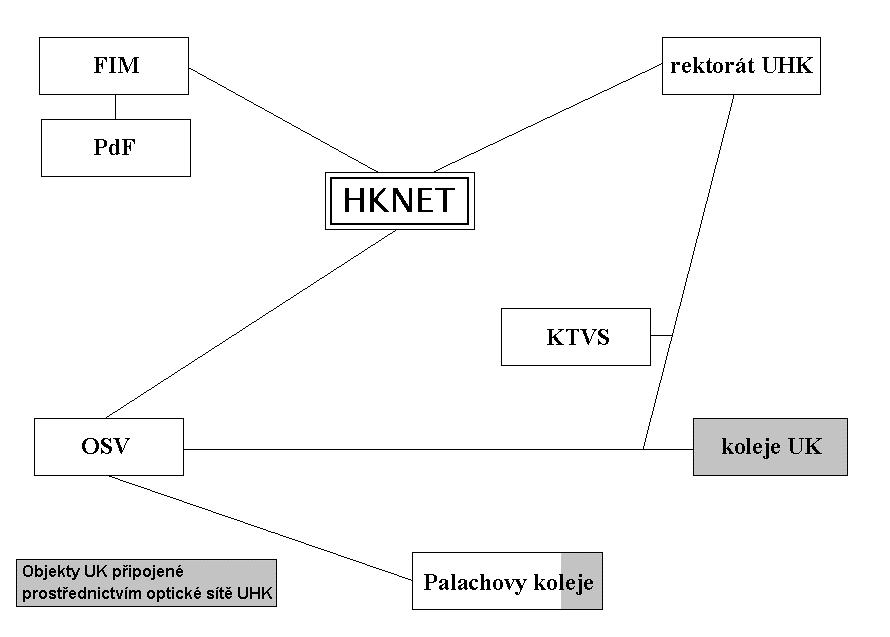 FIM
rektorát UHK
PdF
HKNET
KTVS
OSV
koleje UK
Palachovy koleje
Objekty UK připojené
prostřednictvím optické sítě UHK